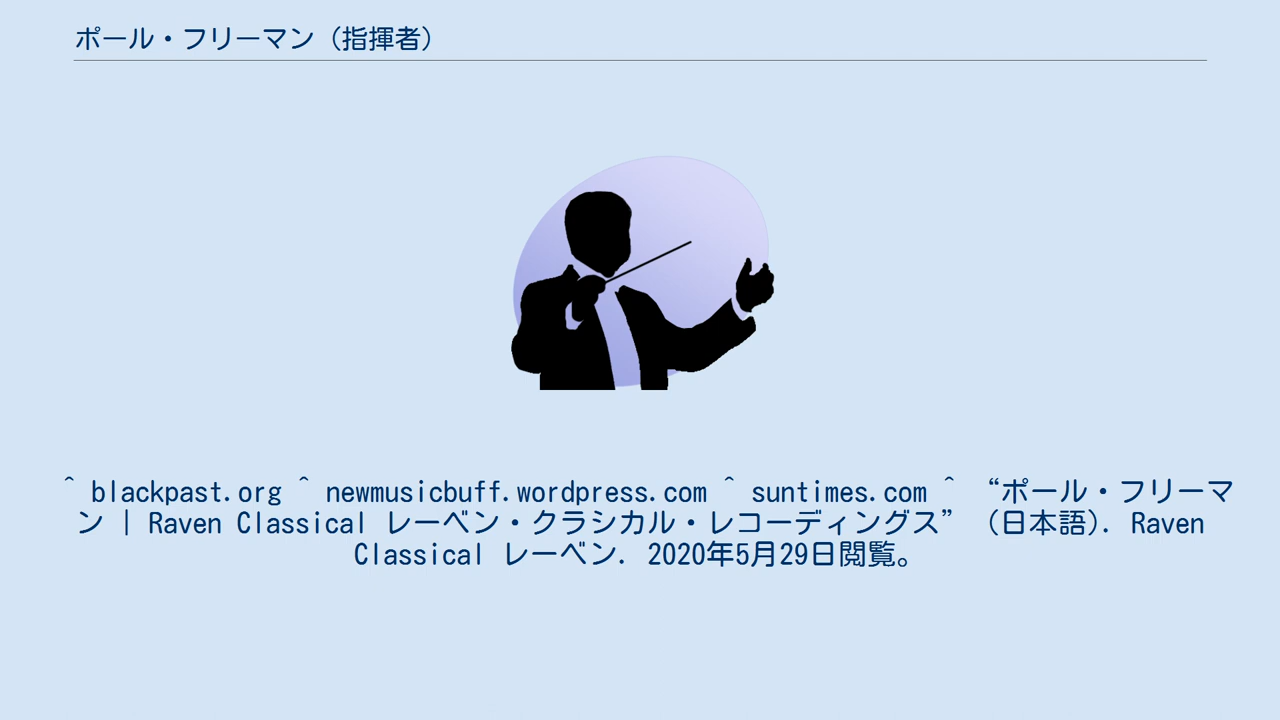 ポール・フリーマン（指揮者）
^ blackpast.org ^ newmusicbuff.wordpress.com ^ suntimes.com ^ “ポール・フリーマ
ン | Raven Classical レーベン・クラシカル・レコーディングス” （日本語）. Raven
Classical レーベン. 2020年5月29日閲覧。